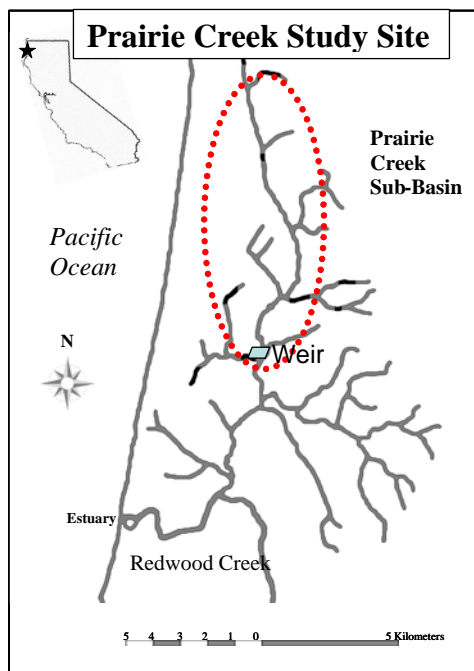 Prairie Creek Study Site
Prairie
Creek
Sub-Basin
Pacific
Ocean
N
Weir
Estuary
Redwood Creek
5 4 3 2 1 0 5 Kilometers